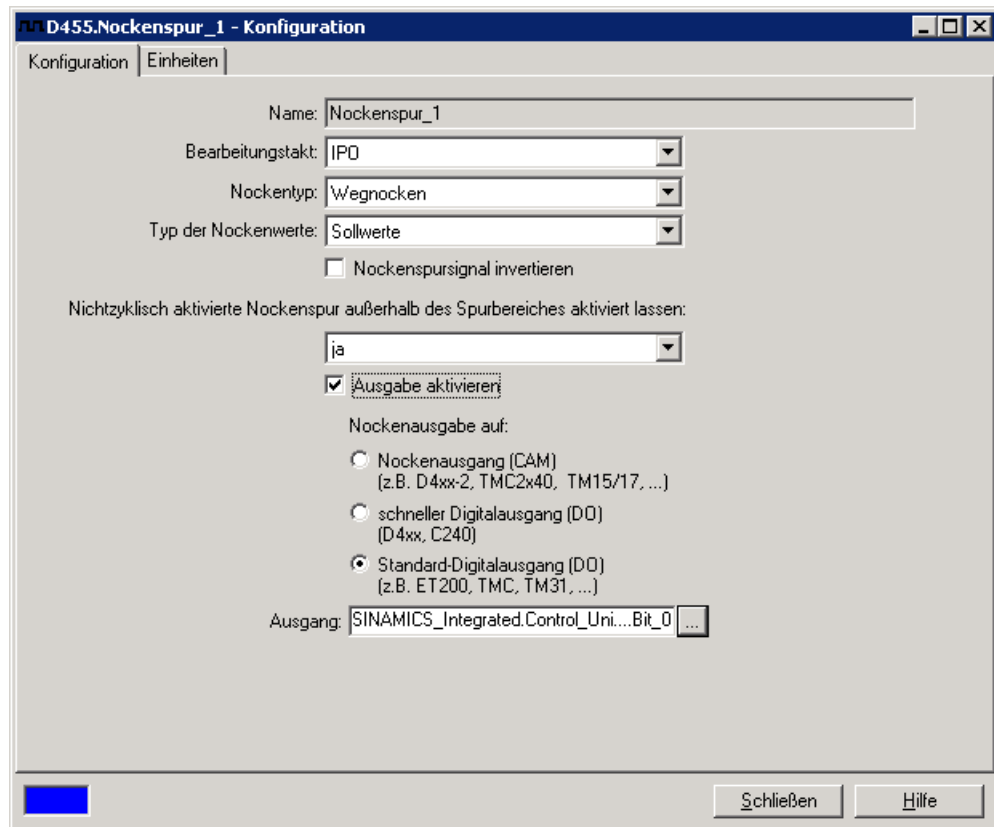 D455.Nockenspur_1 - Konfiguration
Konfiguration Einheiten
Name: Nockenspur_1
Bearbeitungstakt: IPO
Nockentyp: Wegnocken
Typ der Nockenwerte: Sollwerte
Nockenspursignal invertieren
Nichtzyklisch aktivierte Nockenspur außerhalb des Spurbereiches aktiviert lassen:
ja
Ausgabe aktivieren
Nockenausgabe auf:
Nockenausgang (CAM)
(z.B. D4xx-2, TMC2x40, TM15/17, ...)
schneller Digitalausgang (DO)
(D4xx, C240)
Standard-Digitalausgang (DO)
(z.B. ET200, TMC, TM31, ...)
Ausgang: SINAMICS_Integrated.Control_Uni....Bit_0 ...
Schließen Hilfe